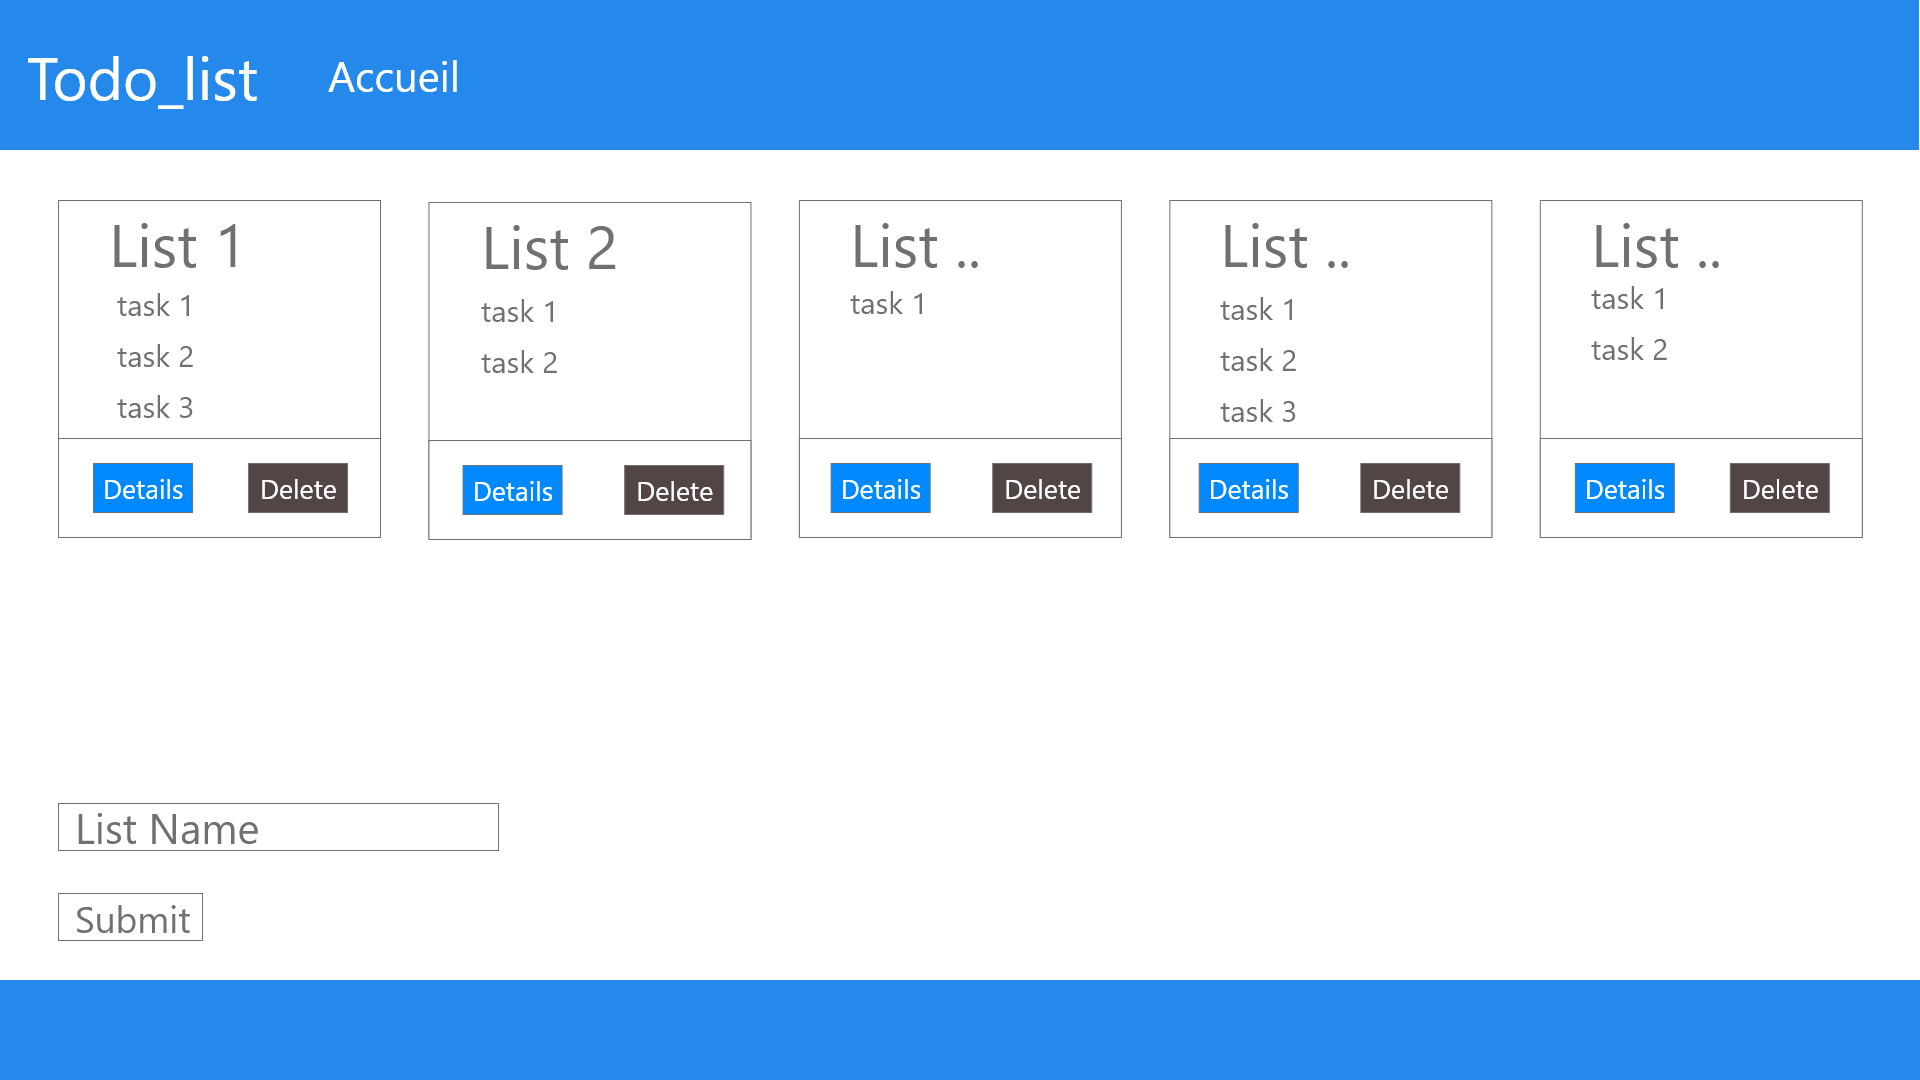 Todo_list Accueil
List 1
task 1
task 2
task 3
Details Delete
List 2
task 1
task 2
Details Delete
List ..
task 1
Details Delete
List ..
task 1
task 2
task 3
Details Delete
List ..
task 1
task 2
Details Delete
List Name
Submit